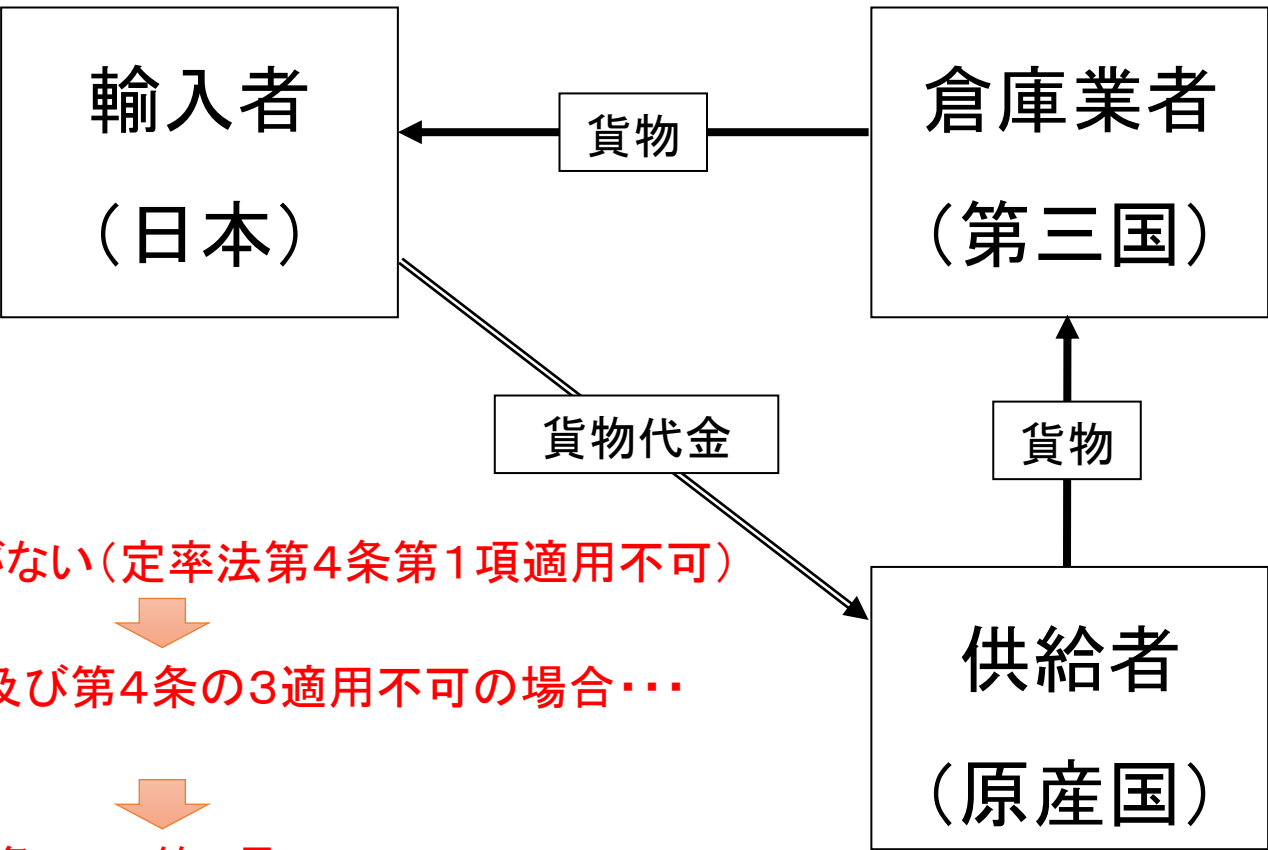 輸入者
（日本）
倉庫業者
（第三国）
貨物
貨物代金
貨物
がない（定率法第４条第１項適用不可）
及び第４条の３適用不可の場合・・・
供給者
（原産国）